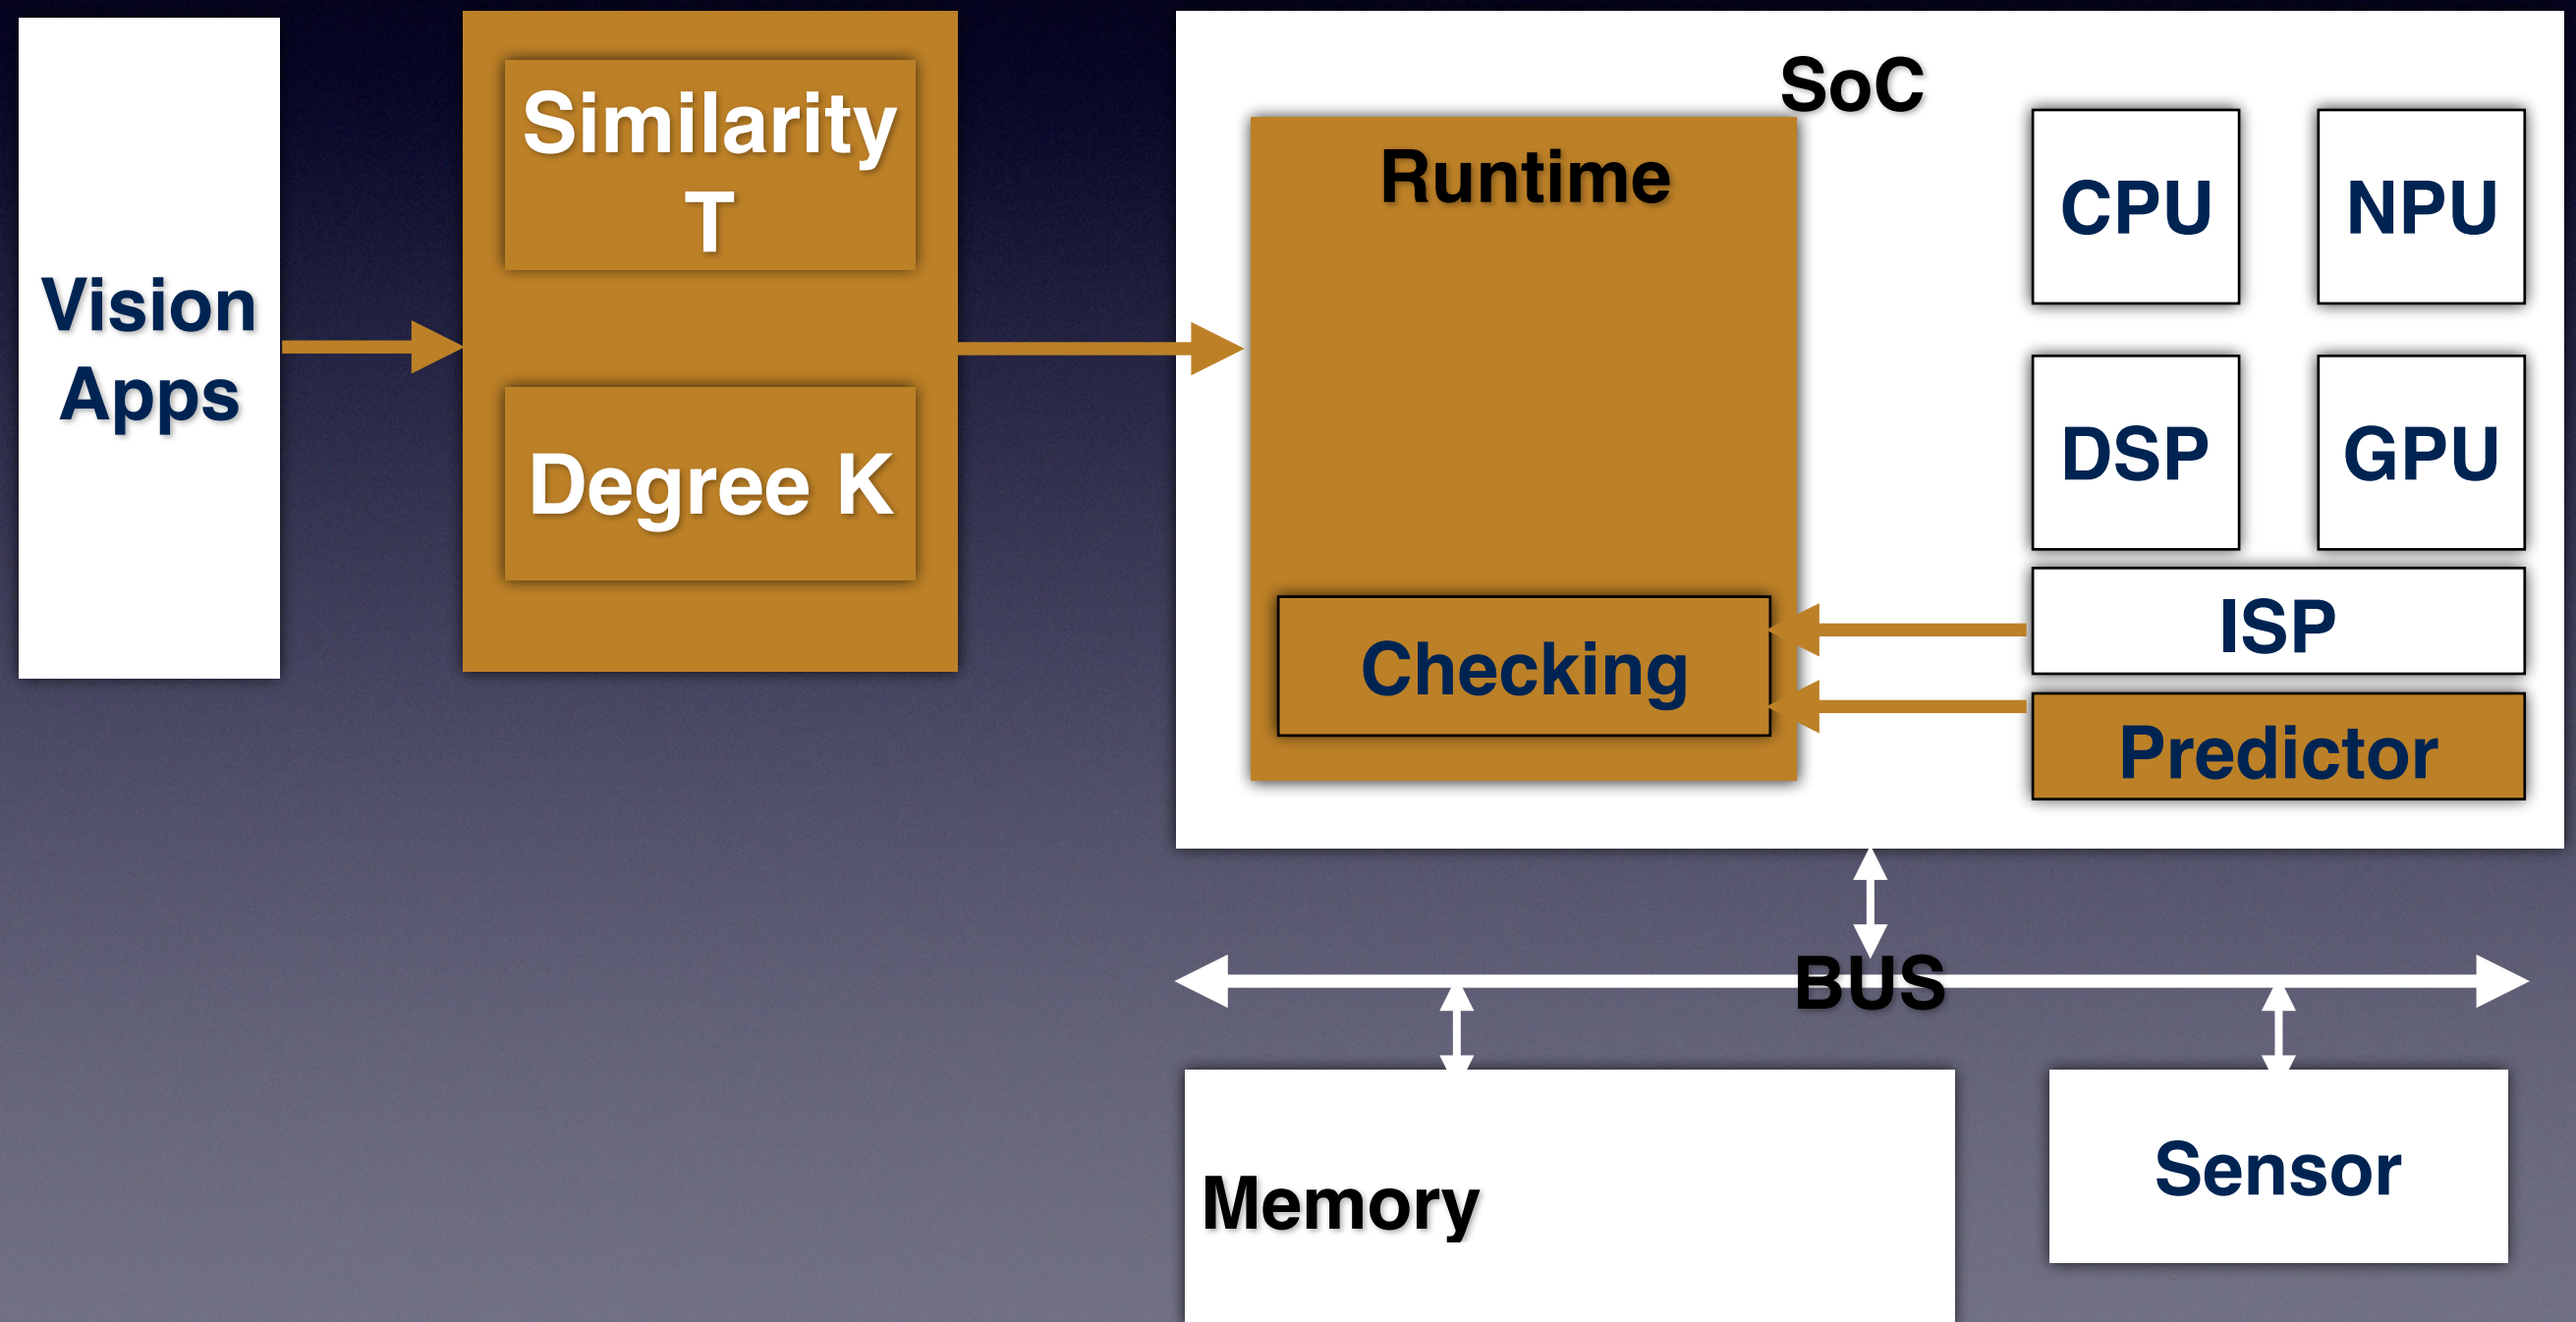 Vision
Apps
Similarity
T
Degree K
SoC
Runtime
Checking
CPU
NPU
DSP
GPU
ISP
Predictor
BUS
Memory
Sensor